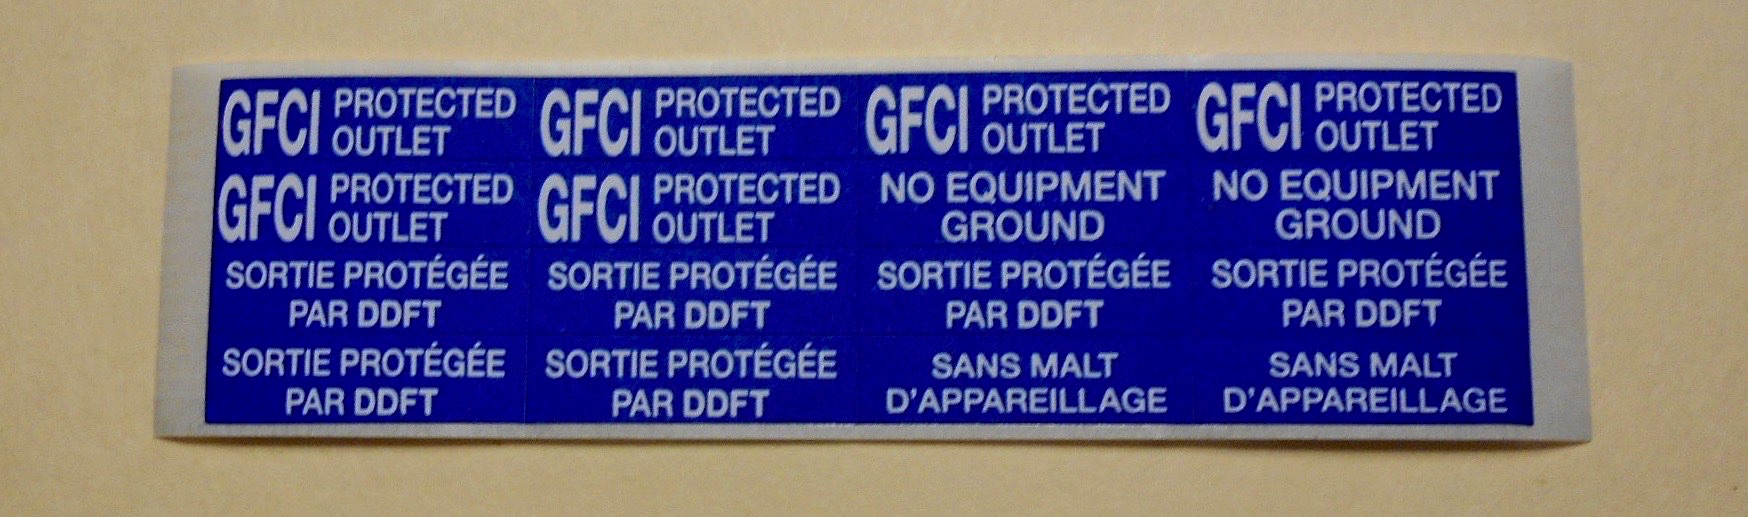 GFCI PROTECTED OUTLET GFCI PROTECTED OUTLET GFCI PROTECTED OUTLET GFCI PROTECTED OUTLET
GFCI PROTECTED OUTLET GFCI PROTECTED OUTLET NO EQUIPMENT GROUND NO EQUIPMENT GROUND
SORTIE PROTÉGÉE SORTIE PROTÉGÉE SORTIE PROTÉGÉE SORTIE PROTÉGÉE
PAR DDFT PAR DDFT PAR DDFT PAR DDFT
SORTIE PROTÉGÉE SORTIE PROTÉGÉE SANS MALT SANS MALT
PAR DDFT PAR DDFT D'APPAREILLAGE D'APPAREILLAGE